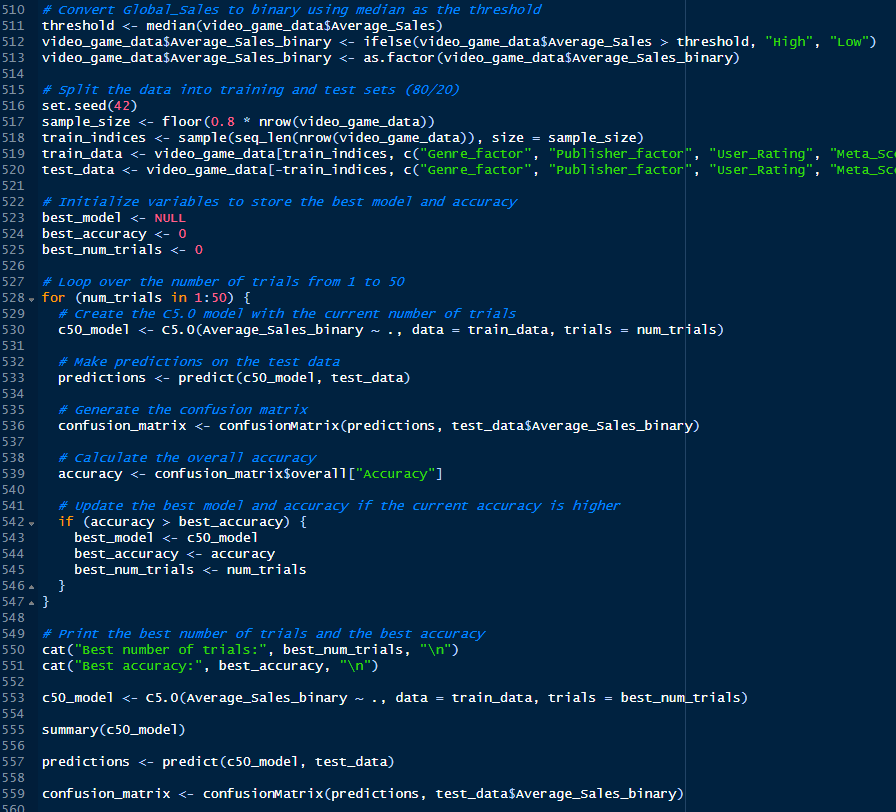 510 # Convert Global_Sales to binary using median as the threshold
511 threshold <- median(video_game_data$Average_Sales)
512 video_game_data$Average_Sales_binary <- ifelse(video_game_data$Average_Sales > threshold, "High", "Low")
513 video_game_data$Average_Sales_binary <- as.factor(video_game_data$Average_Sales_binary)
514
515 # Split the data into training and test sets (80/20)
516 set.seed(42)
517 sample_size <- floor(0.8 * nrow(video_game_data))
518 train_indices <- sample(seq_len(nrow(video_game_data)), size = sample_size)
519 train_data <- video_game_data[train_indices, c("Genre_factor", "Publisher_factor", "User_Rating", "Meta_Sc
520 test_data <- video_game_data[-train_indices, c("Genre_factor", "Publisher_factor", "User_Rating", "Meta_Sc
521
522 # Initialize variables to store the best model and accuracy
523 best_model <- NULL
524 best_accuracy <- 0
525 best_num_trials <- 0
526
527 # Loop over the number of trials from 1 to 50
528 for (num_trials in 1:50) {
529   # Create the C5.0 model with the current number of trials
530   c50_model <- C5.0(Average_Sales_binary ~ ., data = train_data, trials = num_trials)
531
532   # Make predictions on the test data
533   predictions <- predict(c50_model, test_data)
534
535   # Generate the confusion matrix
536   confusion_matrix <- confusionMatrix(predictions, test_data$Average_Sales_binary)
537
538   # Calculate the overall accuracy
539   accuracy <- confusion_matrix$overall["Accuracy"]
540
541   # Update the best model and accuracy if the current accuracy is higher
542   if (accuracy > best_accuracy) {
543     best_model <- c50_model
544     best_accuracy <- accuracy
545     best_num_trials <- num_trials
546   }
547 }
548
549 # Print the best number of trials and the best accuracy
550 cat("Best number of trials:", best_num_trials, "\n")
551 cat("Best accuracy:", best_accuracy, "\n")
552
553 c50_model <- C5.0(Average_Sales_binary ~ ., data = train_data, trials = best_num_trials)
554
555 summary(c50_model)
556
557 predictions <- predict(c50_model, test_data)
558
559 confusion_matrix <- confusionMatrix(predictions, test_data$Average_Sales_binary)
560